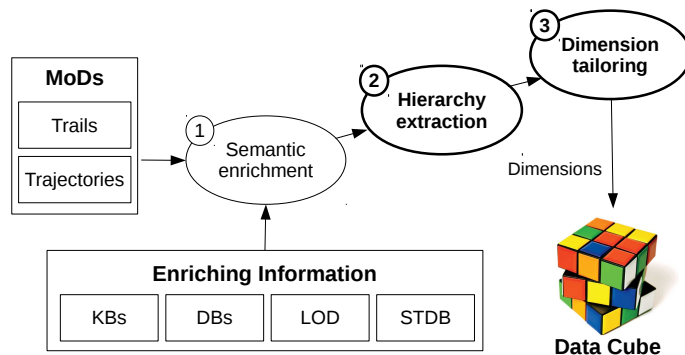 MoDs
Trails
Trajectories
1
Semantic
enrichment
2
Hierarchy
extraction
3
Dimension
tailoring
Dimensions
Enriching Information
KBs
DBs
LOD
STDB
Data Cube